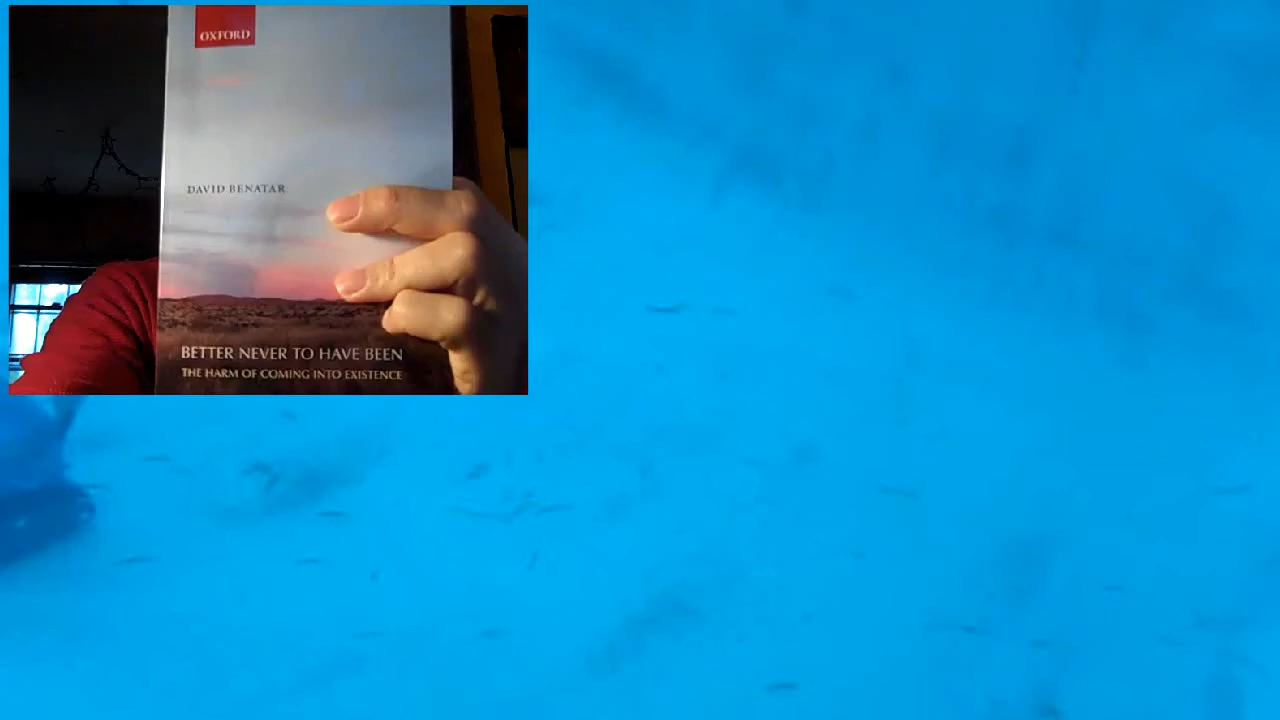 OXFORD
DAVID BENATAR
BETTER NEVER TO HAVE BEEN
THE HARM OF COMING INTO EXISTENCE